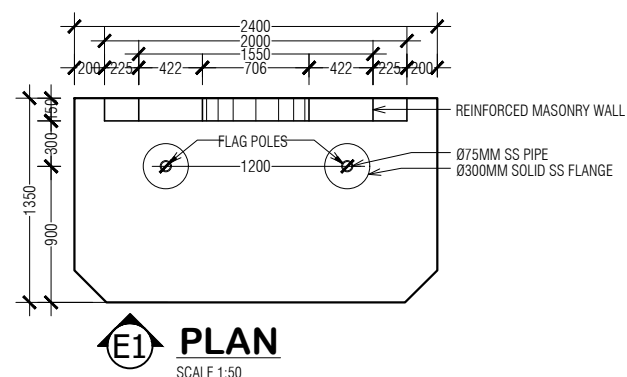 2400
2000
1550
200 225 422 706 422 225 200
150
REINFORCED MASONRY WALL
300
FLAG POLES
1200
Ø75MM SS PIPE
Ø300MM SOLID SS FLANGE
1350
900
E1 PLAN
SCALE 1:50